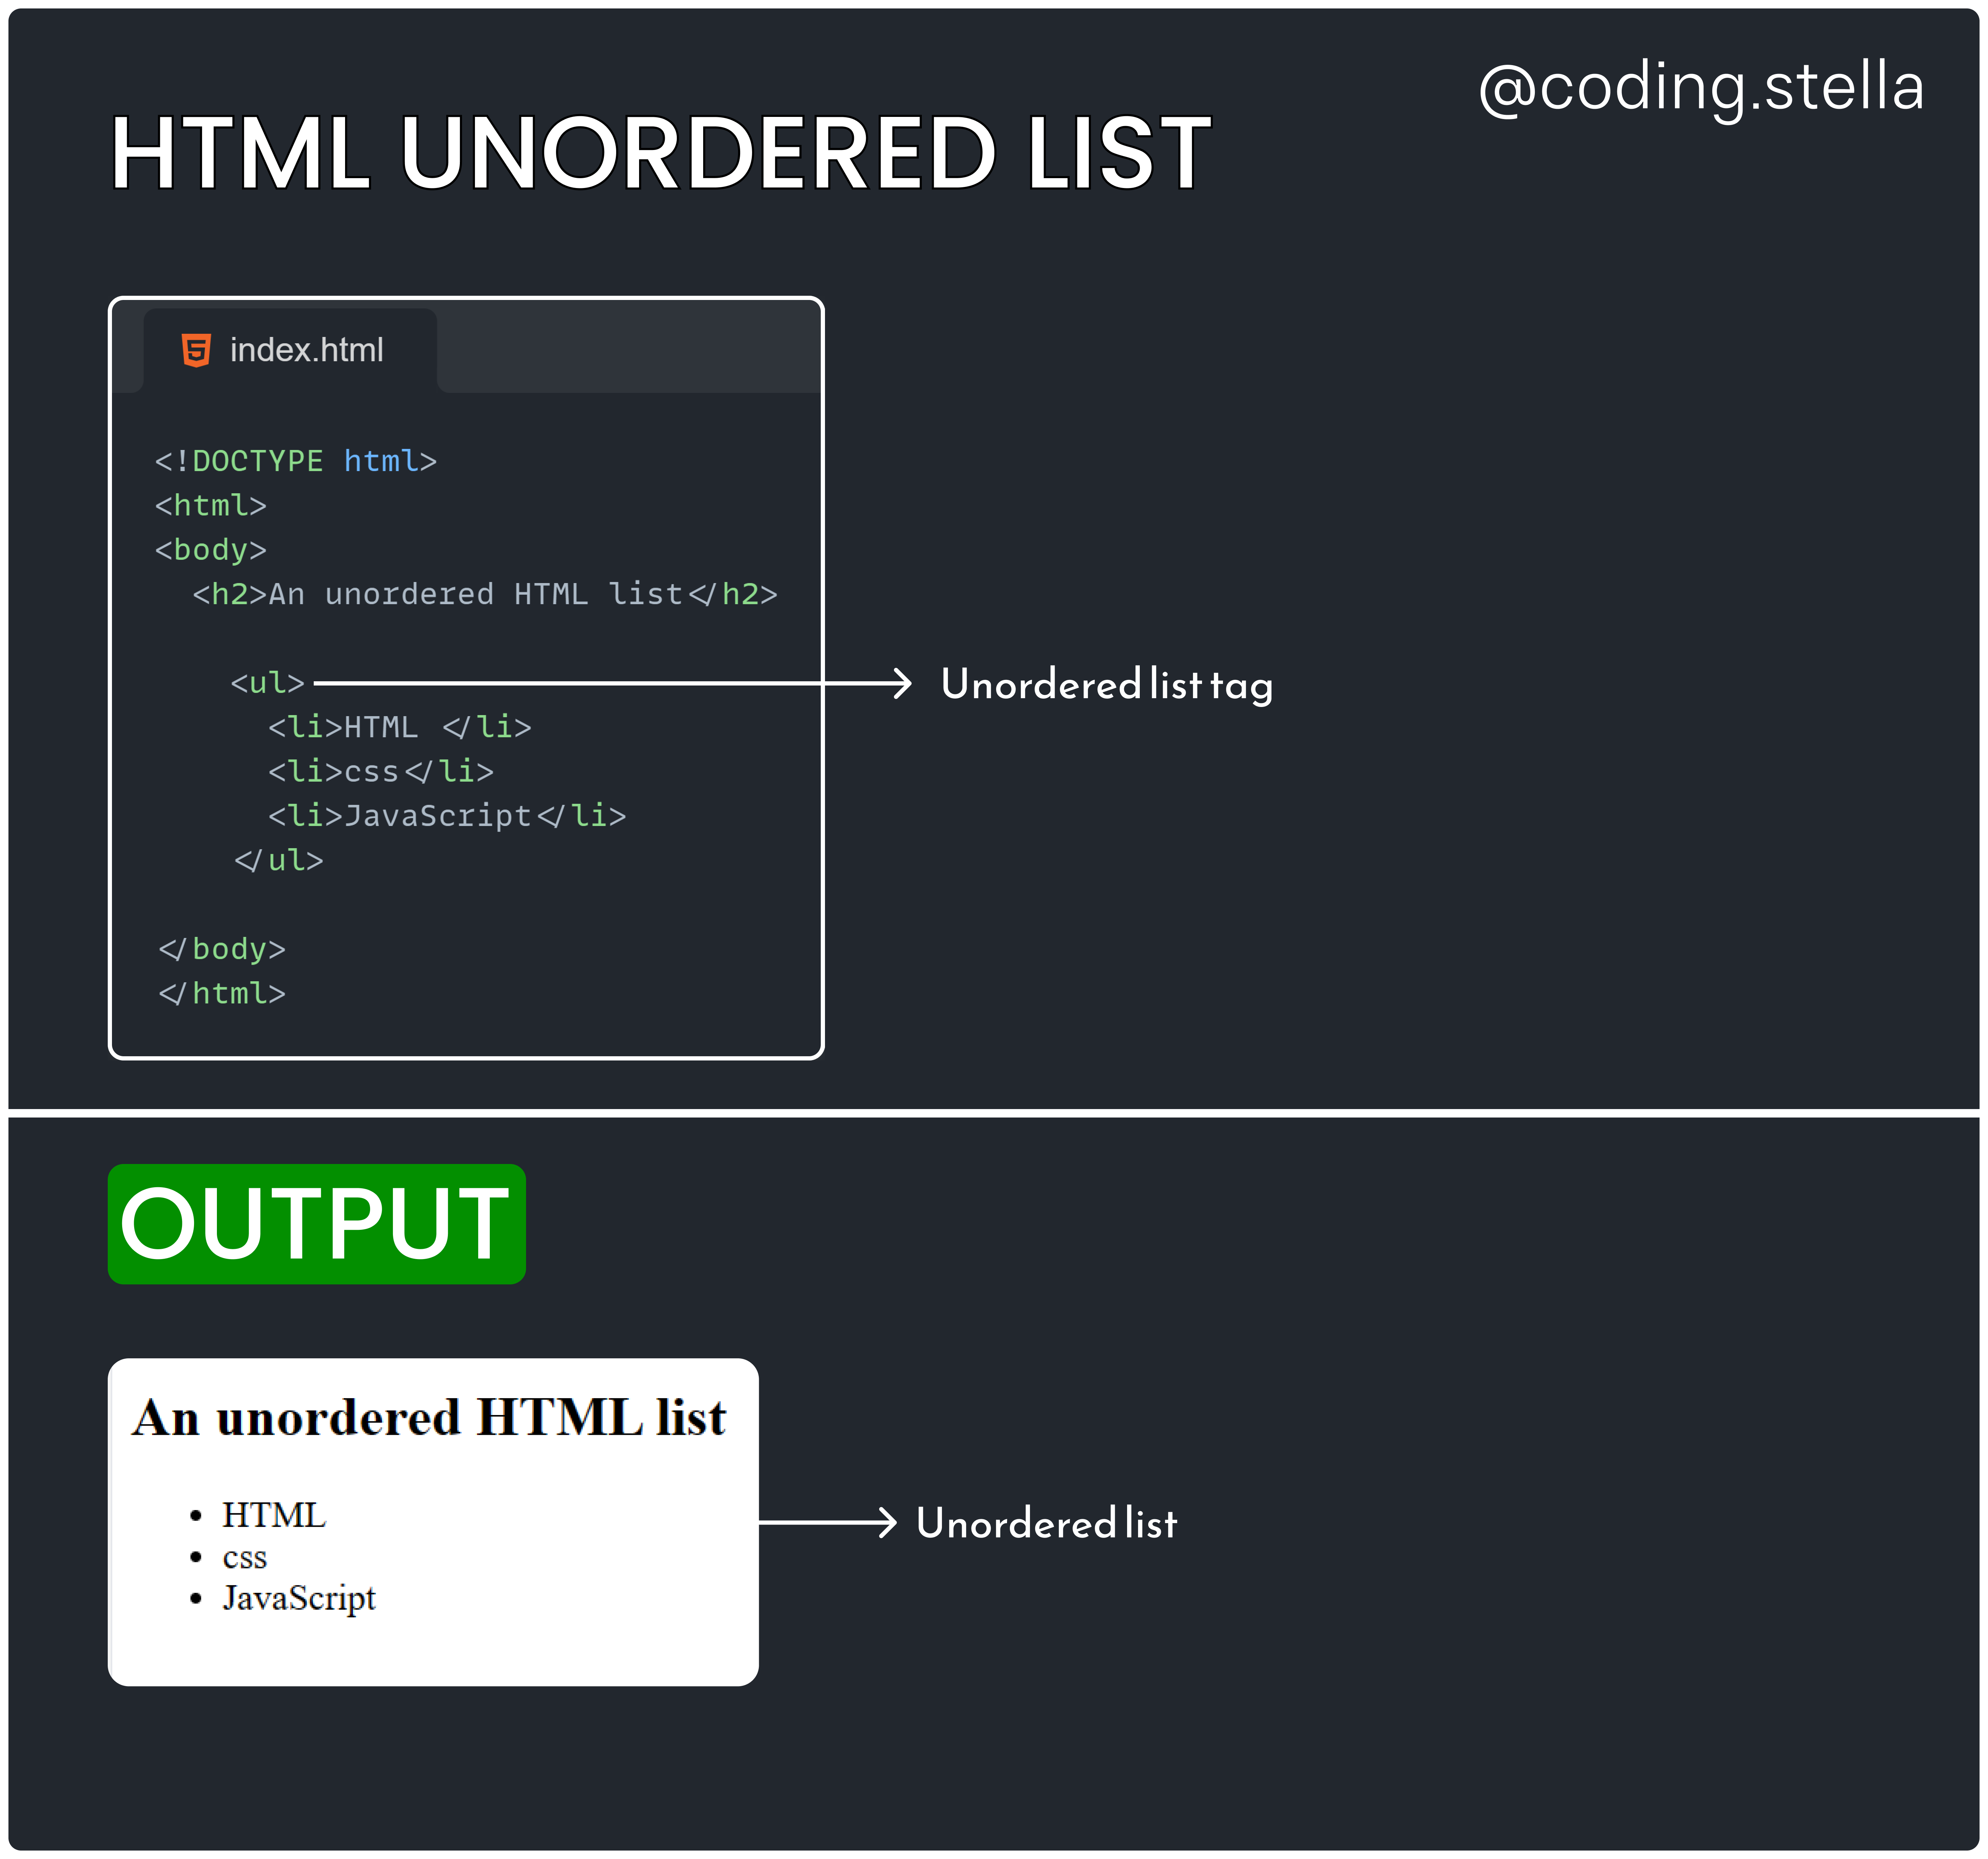 @coding.stella
HTML UNORDERED LIST
index.html
<!DOCTYPE html>
<html>
<body>
  <h2>An unordered HTML list</h2>
    <ul>
Unordered list tag
      <li>HTML </li>
      <li>css</li>
      <li>JavaScript</li>
    </ul>
</body>
</html>
OUTPUT
An unordered HTML list
• HTML
• css
• JavaScript
Unordered list